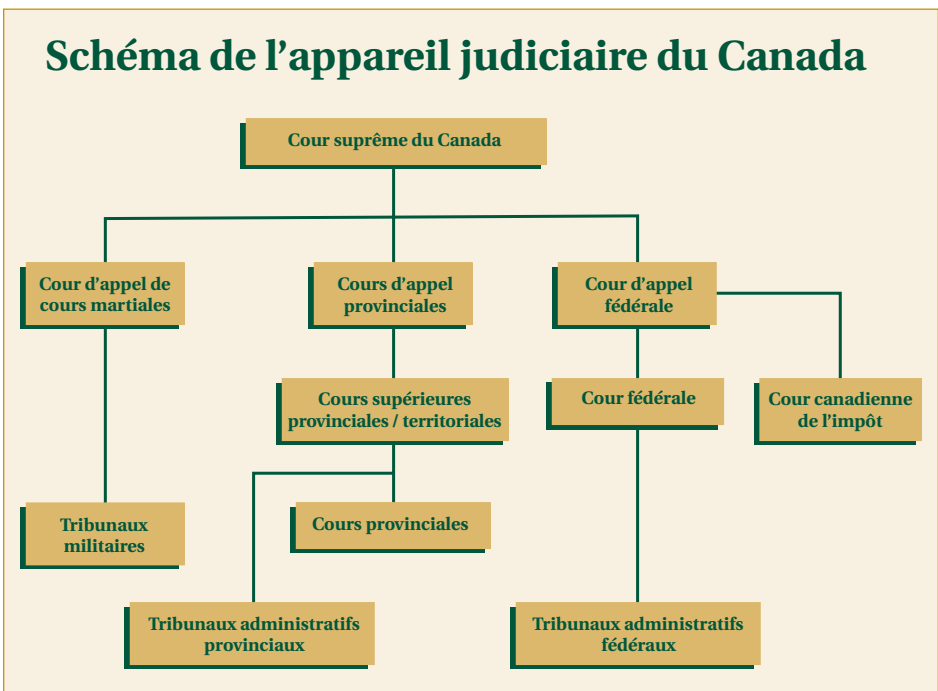 Schéma de l’appareil judiciaire du Canada
Cour suprême du Canada
Cour d’appel de
cours martiales
Cours d’appel
provinciales
Cour d’appel
fédérale
Cours supérieures
provinciales / territoriales
Cour fédérale
Cour canadienne
de l’impôt
Tribunaux
militaires
Cours provinciales
Tribunaux administratifs
provinciaux
Tribunaux administratifs
fédéraux